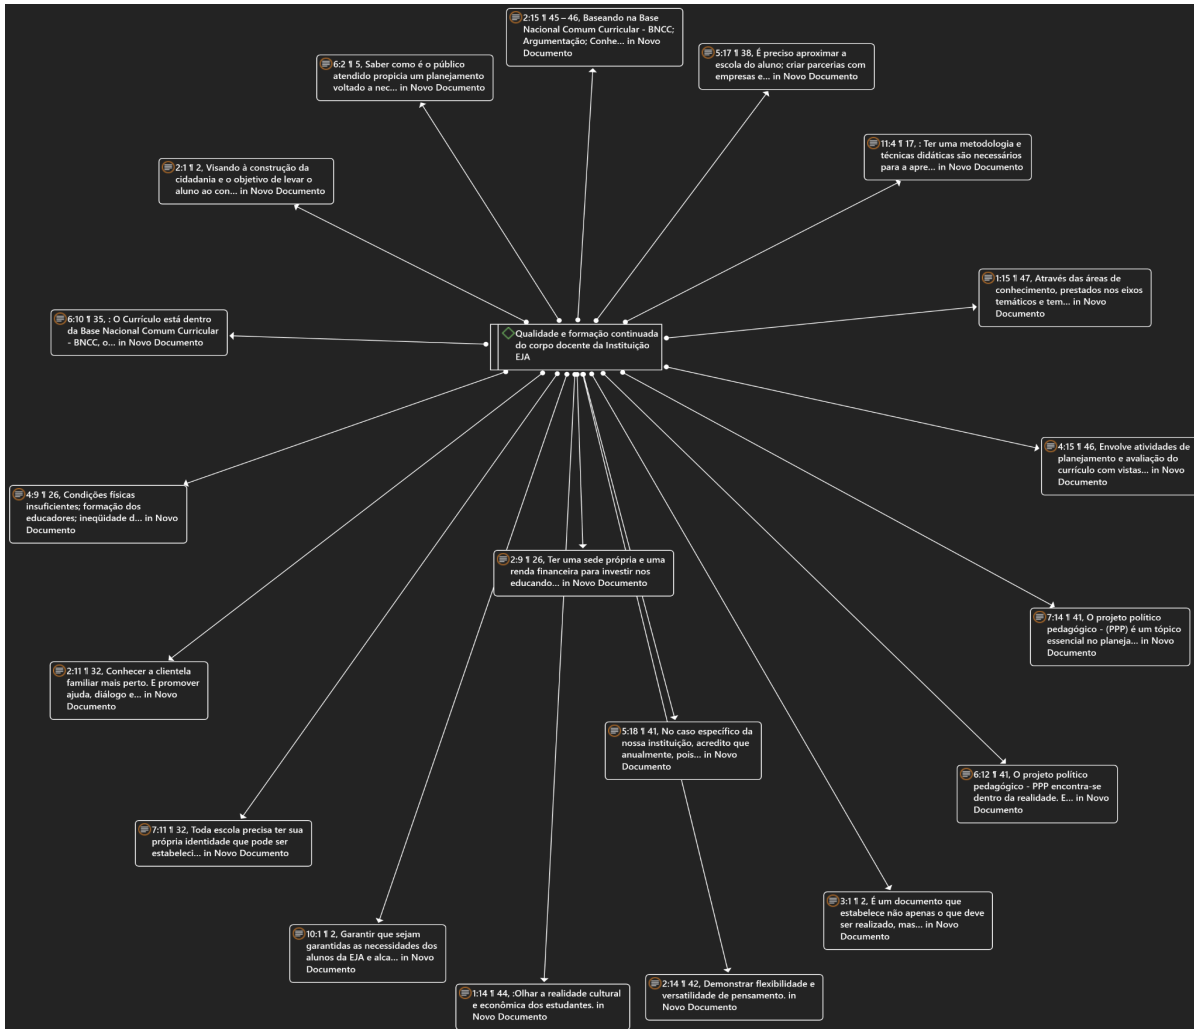 2:15 ¶ 45 – 46, Baseando na Base
Nacional Comum Curricular - BNCC;
Argumentação; Conhe... in Novo
Documento
5:17 ¶ 38, É preciso aproximar a
escola do aluno; criar parcerias com
empresas e... in Novo Documento
6:2 ¶ 5, Saber como é o público
atendido propicia um planejamento
voltado a nec... in Novo Documento
11:4 ¶ 17, : Ter uma metodologia e
técnicas didáticas são necessários
para a apre... in Novo Documento
2:1 ¶ 2, Visando à construção da
cidadania e o objetivo de levar o
aluno ao con... in Novo Documento
1:15 ¶ 47, Através das áreas de
conhecimento, prestados nos eixos
temáticos e tem... in Novo
Documento
6:10 ¶ 35, : O Currículo está dentro
da Base Nacional Comum Curricular
- BNCC, o... in Novo Documento
Qualidade e formação continuada
do corpo docente da Instituição
EJA
4:15 ¶ 46, Envolve atividades de
planejamento e avaliação do
currículo com vistas... in Novo
Documento
4:9 ¶ 26, Condições físicas
insuficientes; formação dos
educadores; ineqüidade d... in Novo
Documento
2:9 ¶ 26, Ter uma sede própria e uma
renda financeira para investir nos
educando... in Novo Documento
7:14 ¶ 41, O projeto político
pedagógico - (PPP) é um tópico
essencial no planeja... in Novo
Documento
2:11 ¶ 32, Conhecer a clientela
familiar mais perto. E promover
ajuda, diálogo e... in Novo
Documento
5:18 ¶ 41, No caso específico da
nossa instituição, acredito que
anualmente, pois... in Novo
Documento
6:12 ¶ 41, O projeto político
pedagógico - PPP encontra-se
dentro da realidade. E... in Novo
Documento
7:11 ¶ 32, Toda escola precisa ter sua
própria identidade que pode ser
estabeleci... in Novo Documento
3:1 ¶ 2, É um documento que
estabelece não apenas o que deve
ser realizado, mas... in Novo
Documento
10:1 ¶ 2, Garantir que sejam
garantidas as necessidades dos
alunos da EJA e alca... in Novo
Documento
1:14 ¶ 44, :Olhar a realidade cultural
e econômica dos estudantes. in
Novo Documento
2:14 ¶ 42, Demonstrar flexibilidade e
versatilidade de pensamento. in
Novo Documento